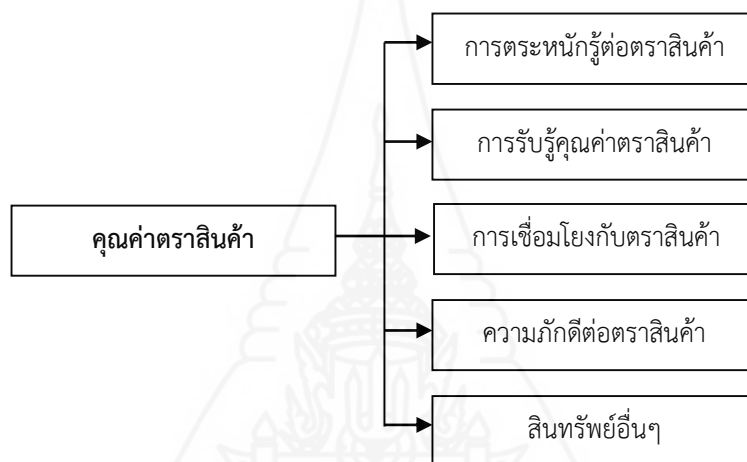 การตระหนักรู้ต่อตราสินค้า
การรับรู้คุณค่าตราสินค้า
คุณค่าตราสินค้า
การเชื่อมโยงกับตราสินค้า
ความภักดีต่อตราสินค้า
สินทรัพย์อื่นๆ